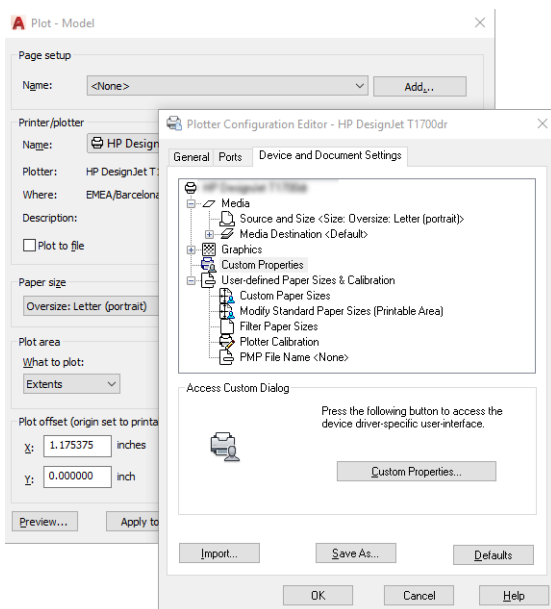 Plot - Model
Page setup
Name:
<None>
Add...
Printer/plotter
Name:
HP Design
Plotter:
HP DesignJet T1
Where:
EMEA/Barcelona
Description:
Plot to file
Paper size
Oversize: Letter (portrait)
Plot area
What to plot:
Extents
Plot offset (origin set to printa
X:
1.175375
inches
Y:
0.000000
inch
Preview...
Apply to
Plotter Configuration Editor - HP DesignJet T1700dr
General
Ports
Device and Document Settings
Media
Source and Size <Size: Oversize: Letter (portrait)>
Media Destination <Default>
Graphics
Custom Properties
User-defined Paper Sizes & Calibration
Custom Paper Sizes
Modify Standard Paper Sizes (Printable Area)
Filter Paper Sizes
Plotter Calibration
PMP File Name <None>
Access Custom Dialog
Press the following button to access the
device driver-specific user-interface.
Custom Properties...
Import...
Save As...
Defaults
OK
Cancel
Help